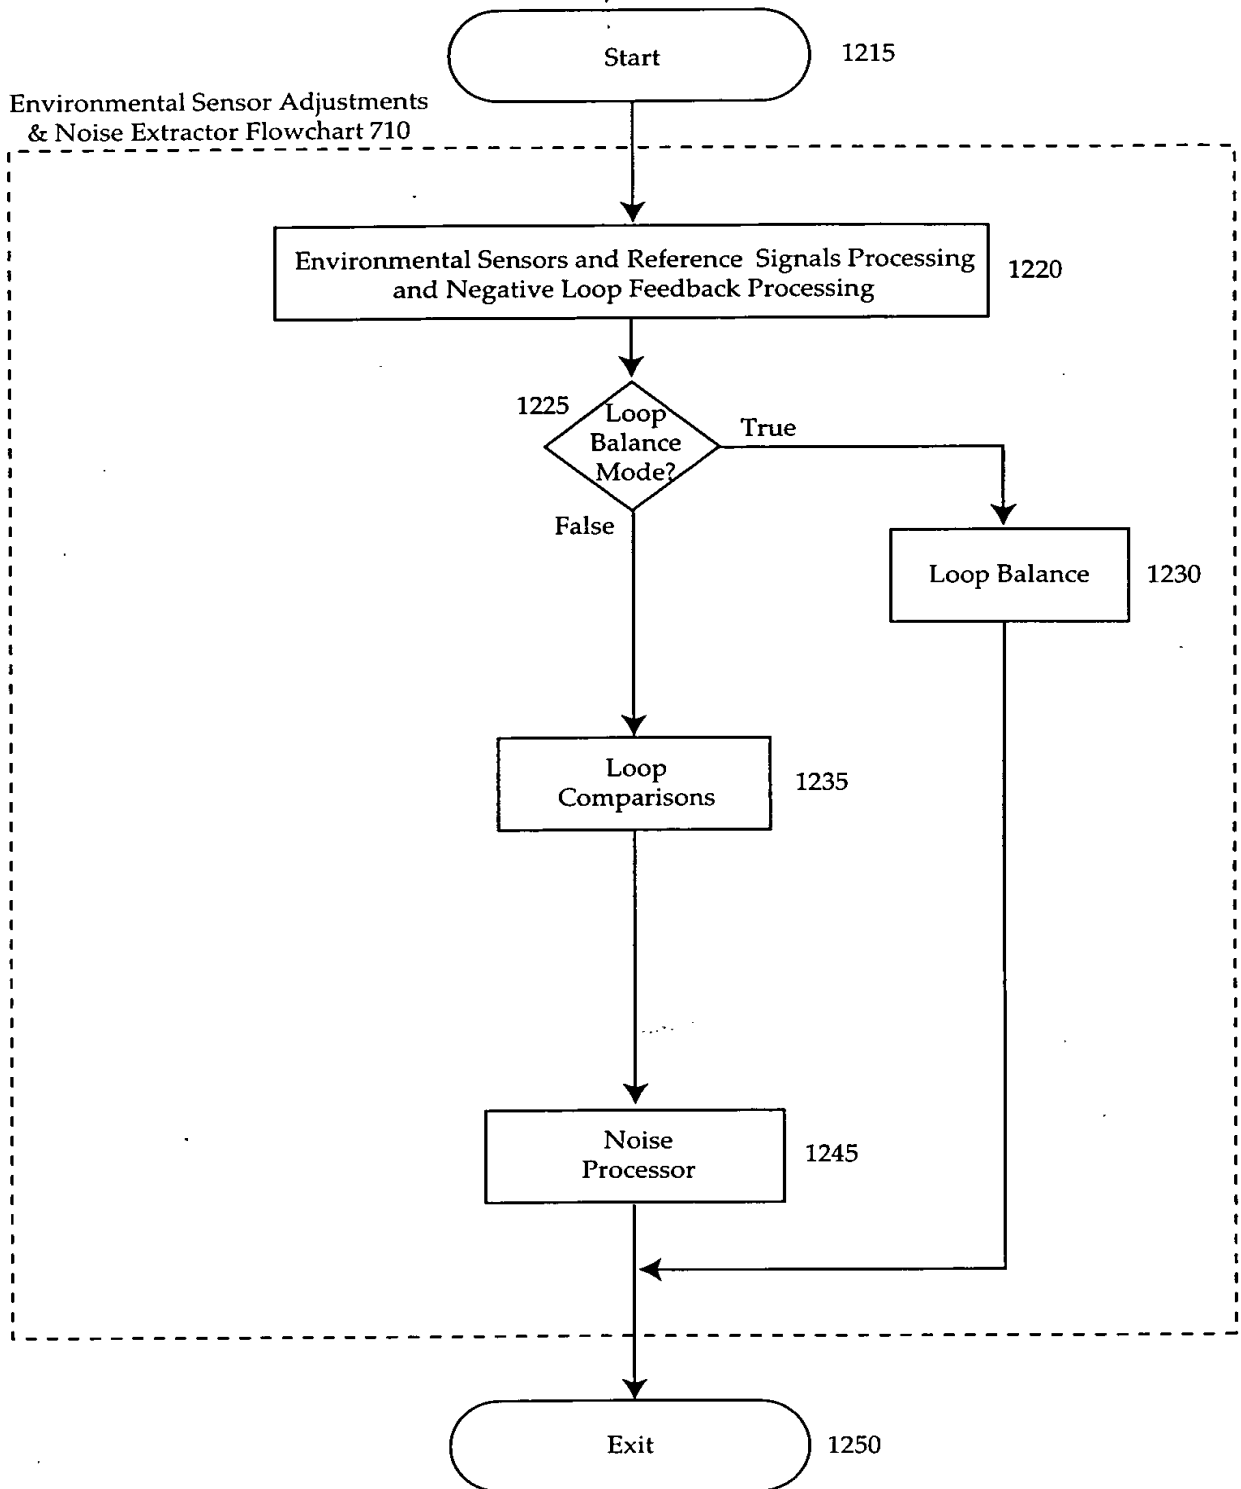 Start
1215
Environmental Sensor Adjustments
& Noise Extractor Flowchart 710
Environmental Sensors and Reference Signals Processing
and Negative Loop Feedback Processing
1220
1225
Loop
Balance
Mode?
True
False
Loop Balance
1230
Loop
Comparisons
1235
Noise
Processor
1245
Exit
1250